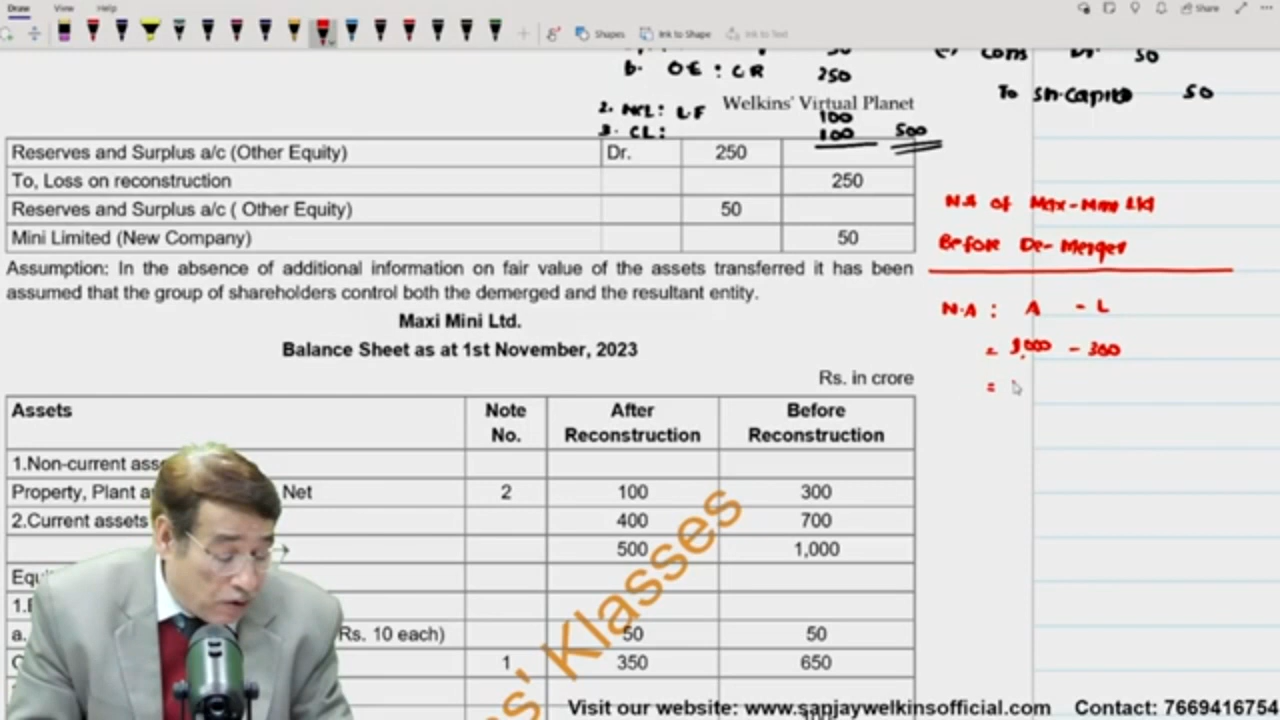 Draw View Help
Share
Shapes Ink to Shape Ink to Text
b. OE : CR 250
Dr. 50
To Sh. Capital 50
2. NCL: LF 100
Welkins' Virtual Planet
3. CL: 100 500
Reserves and Surplus a/c (Other Equity) Dr. 250
To, Loss on reconstruction 250
Reserves and Surplus a/c ( Other Equity) 50
Mini Limited (New Company) 50
Assumption: In the absence of additional information on fair value of the assets transferred it has been
assumed that the group of shareholders control both the demerged and the resultant entity.
Maxi Mini Ltd.
Balance Sheet as at 1st November, 2023
Rs. in crore
Assets Note No. After Reconstruction Before Reconstruction
1.Non-current ass
Property, Plant a Net 2 100 300
2.Current assets 400 700
500 1,000
Equ
1.
a. Rs. 10 each) 50 50
1 350 650
NA of Max-Mini Ltd
Before De-Merger
N.A : A - L
= 1,000 - 300
=
s' Klasses
Visit our website: www.sanjaywelkinsofficial.com Contact: 7669416754